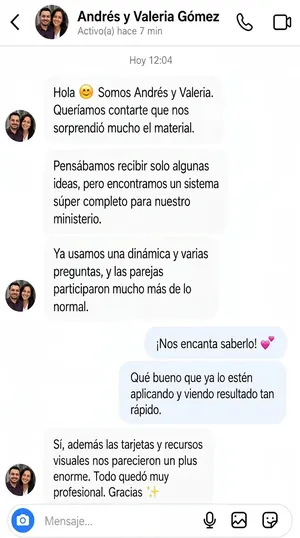 Andrés y Valeria Gómez
Activo(a) hace 7 min
Hoy 12:04
Hola 😊 Somos Andrés y Valeria.
Queríamos contarte que nos
sorprendió mucho el material.
Pensábamos recibir solo algunas
ideas, pero encontramos un sistema
súper completo para nuestro
ministerio.
Ya usamos una dinámica y varias
preguntas, y las parejas
participaron mucho más de lo
normal.
¡Nos encanta saberlo! 💕
Qué bueno que ya lo estén
aplicando y viendo resultado tan
rápido.
Sí, además las tarjetas y recursos
visuales nos parecieron un plus
enorme. Todo quedó muy
profesional. Gracias ✨
Mensaje...